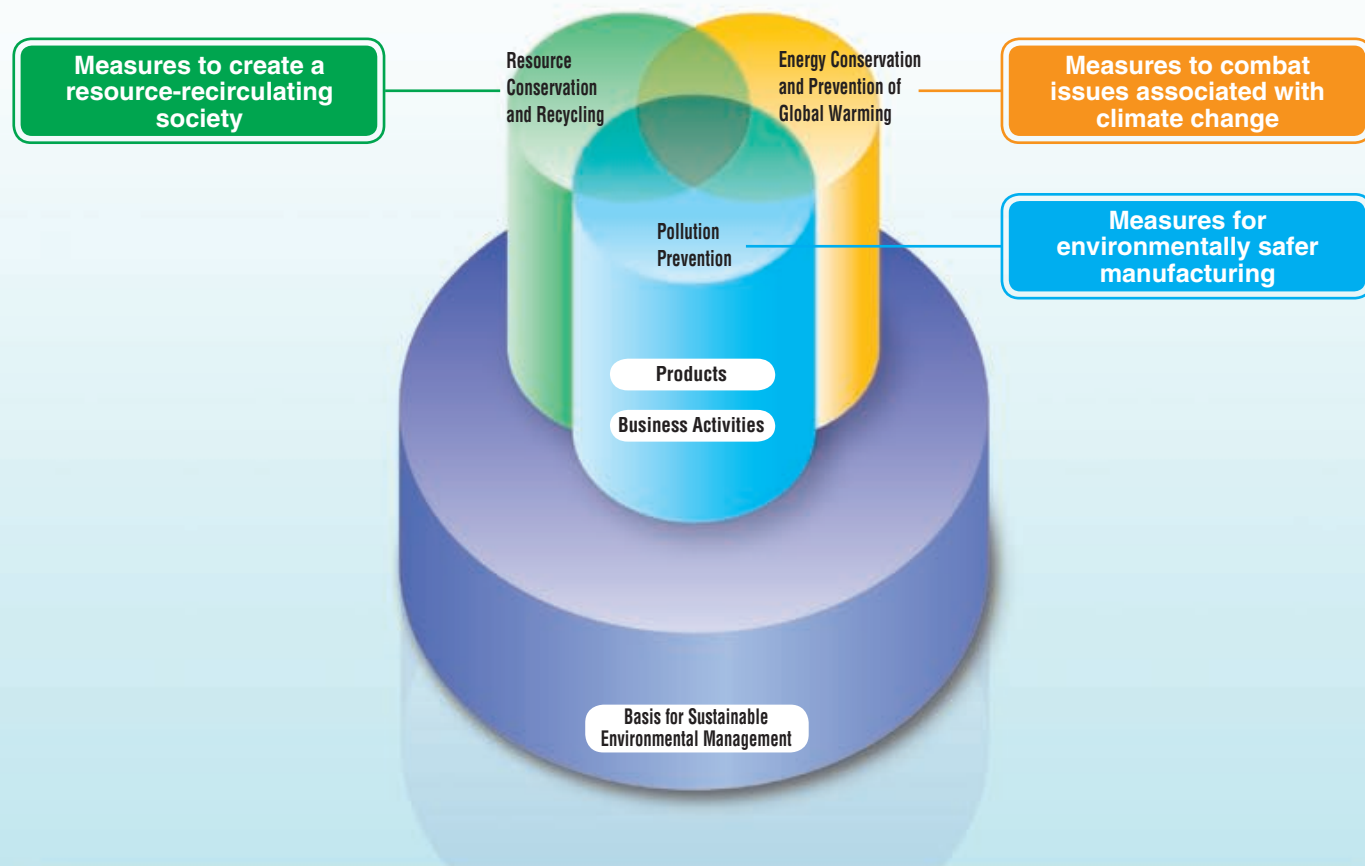 Measures to create a
resource-recirculating
society
Resource
Conservation
and Recycling
Energy Conservation
and Prevention of
Global Warming
Measures to combat
issues associated with
climate change
Pollution
Prevention
Measures for
environmentally safer
manufacturing
Products
Business Activities
Basis for Sustainable
Environmental Management